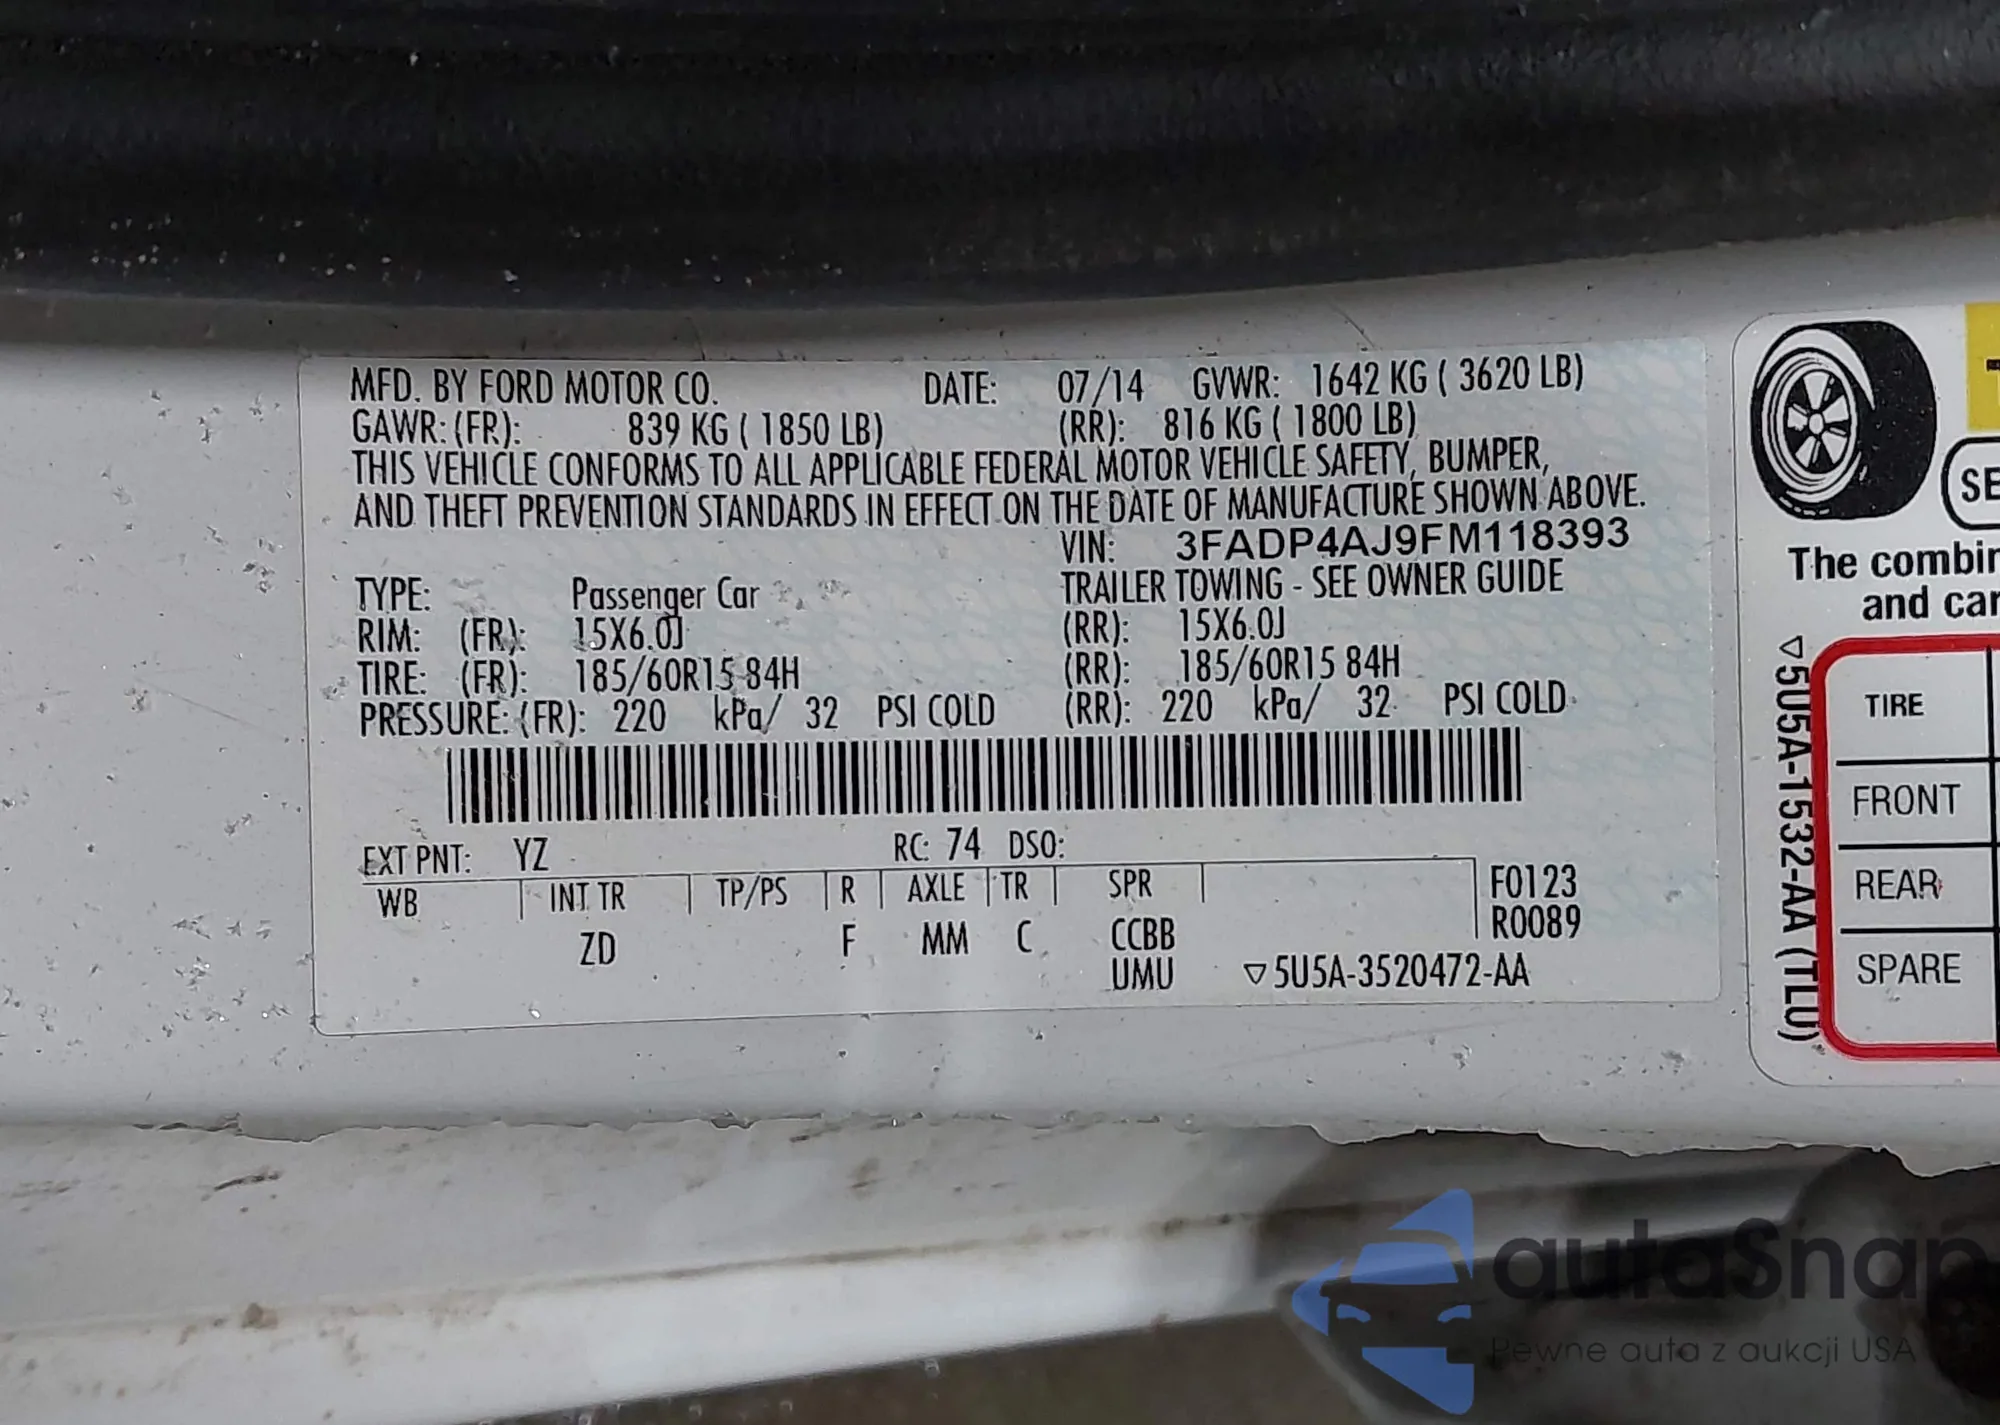 MFD. BY FORD MOTOR CO. DATE: 07/14 GVWR: 1642 KG ( 3620 LB)
GAWR: (FR): 839 KG ( 1850 LB) (RR): 816 KG ( 1800 LB)
THIS VEHICLE CONFORMS TO ALL APPLICABLE FEDERAL MOTOR VEHICLE SAFETY, BUMPER,
AND THEFT PREVENTION STANDARDS IN EFFECT ON THE DATE OF MANUFACTURE SHOWN ABOVE.
VIN: 3FADP4AJ9FM118393
TYPE: Passenger Car TRAILER TOWING - SEE OWNER GUIDE
RIM: (FR): 15X6.0J (RR): 15X6.0J
TIRE: (FR): 185/60R15 84H (RR): 185/60R15 84H
PRESSURE: (FR): 220 kPa/ 32 PSI COLD (RR): 220 kPa/ 32 PSI COLD
EXT PNT: YZ RC: 74 DSO:
WB INT TR TP/PS R AXLE TR SPR F0123
ZD F MM C CCBB R0089
UMU ▽5U5A-3520472-AA
SE
The combin
and car
▽5U5A-1532-AA (TLU)
TIRE
FRONT
REAR
SPARE
autoSnap
Pewne auta z aukcji USA